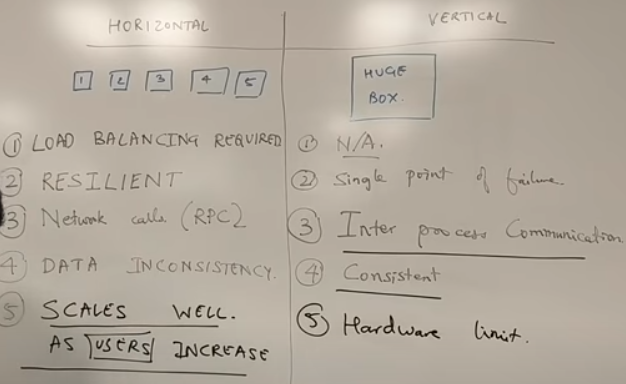 HORIZONTAL
1 2 3 4 5
① LOAD BALANCING REQUIRED
② RESILIENT
③ Network calls (RPC)
④ DATA INCONSISTENCY.
⑤ SCALES WELL.
AS USERS INCREASE
VERTICAL
HUGE
BOX.
① N/A.
② Single point of failure
③ Inter process Communication.
④ Consistent
⑤ Hardware limit.